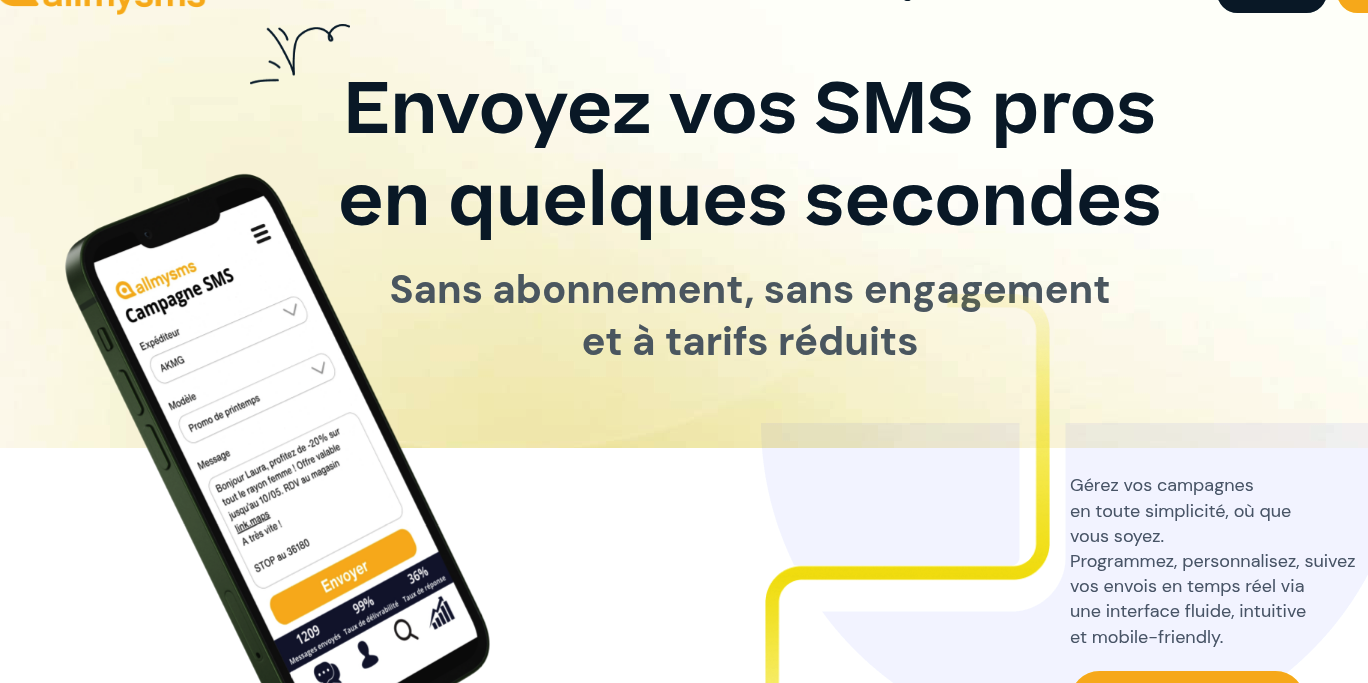 allmysms
Envoyez vos SMS pros
en quelques secondes
Sans abonnement, sans engagement
et à tarifs réduits
allmysms
Campagne SMS
Expéditeur
AKMG
Modèle
Promo de printemps
Message
Bonjour Laura, profitez de -20% sur
tout le rayon femme ! Offre valable
jusqu'au 10/05. RDV au magasin
link.maps
A très vite !
STOP au 36180
Envoyer
1209
Messages envoyés
99%
Taux de délivrabilité
36%
Taux de réponse
Gérez vos campagnes
en toute simplicité, où que
vous soyez.
Programmez, personnalisez, suivez
vos envois en temps réel via
une interface fluide, intuitive
et mobile-friendly.